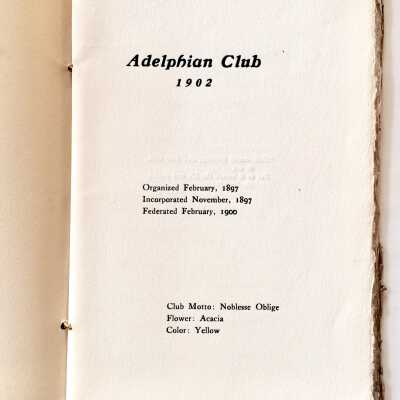 Adelphian Club
1902
Organized February, 1897
Incorporated November, 1897
Federated February, 1900
Club Motto: Noblesse Oblige
Flower: Acacia
Color: Yellow